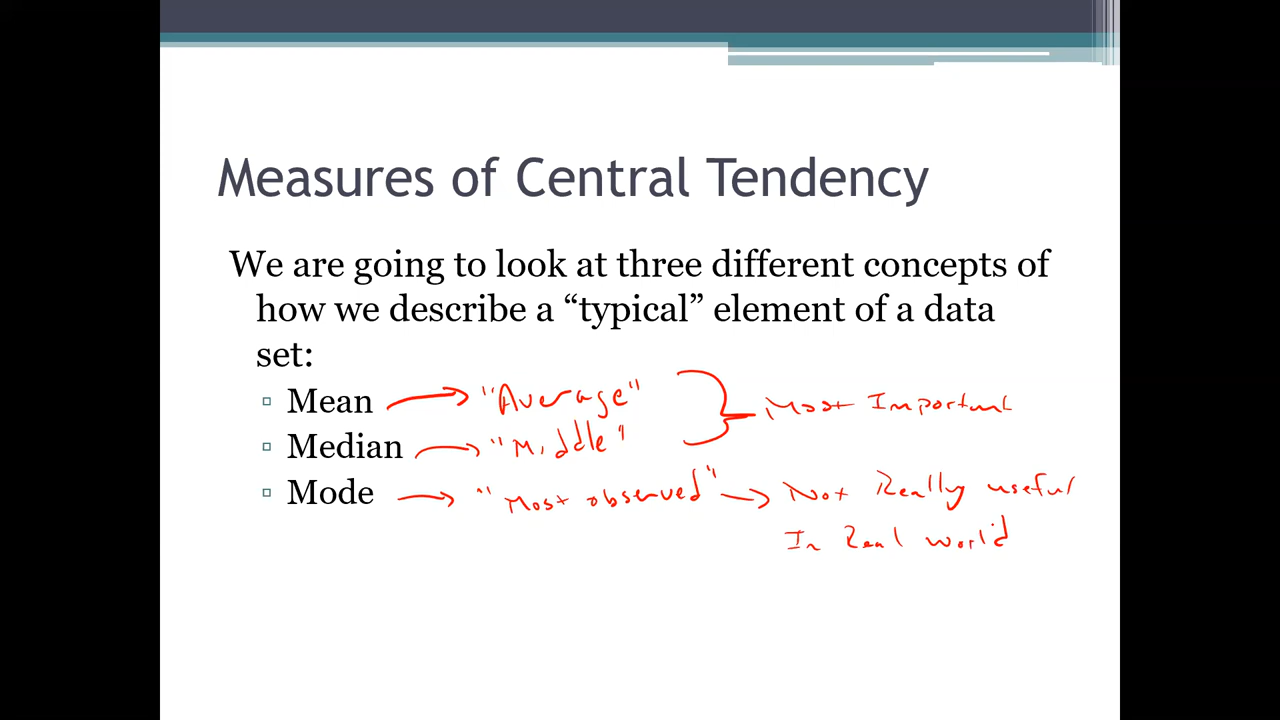 Measures of Central Tendency
We are going to look at three different concepts of
how we describe a “typical” element of a data
set:
Mean → "Average" } Most Important
Median → "Middle"
Mode → "Most observed" → Not Really useful
In Real world